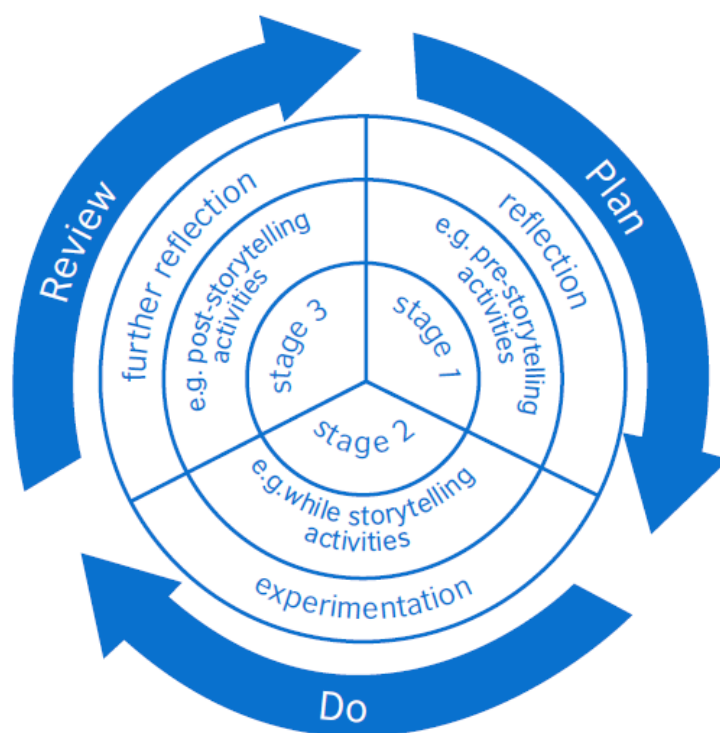 Plan
reflection
e.g. pre-storytelling
activities
stage 1
Do
experimentation
e.g.while storytelling
activities
stage 2
Review
further reflection
e.g. post-storytelling
activities
stage 3